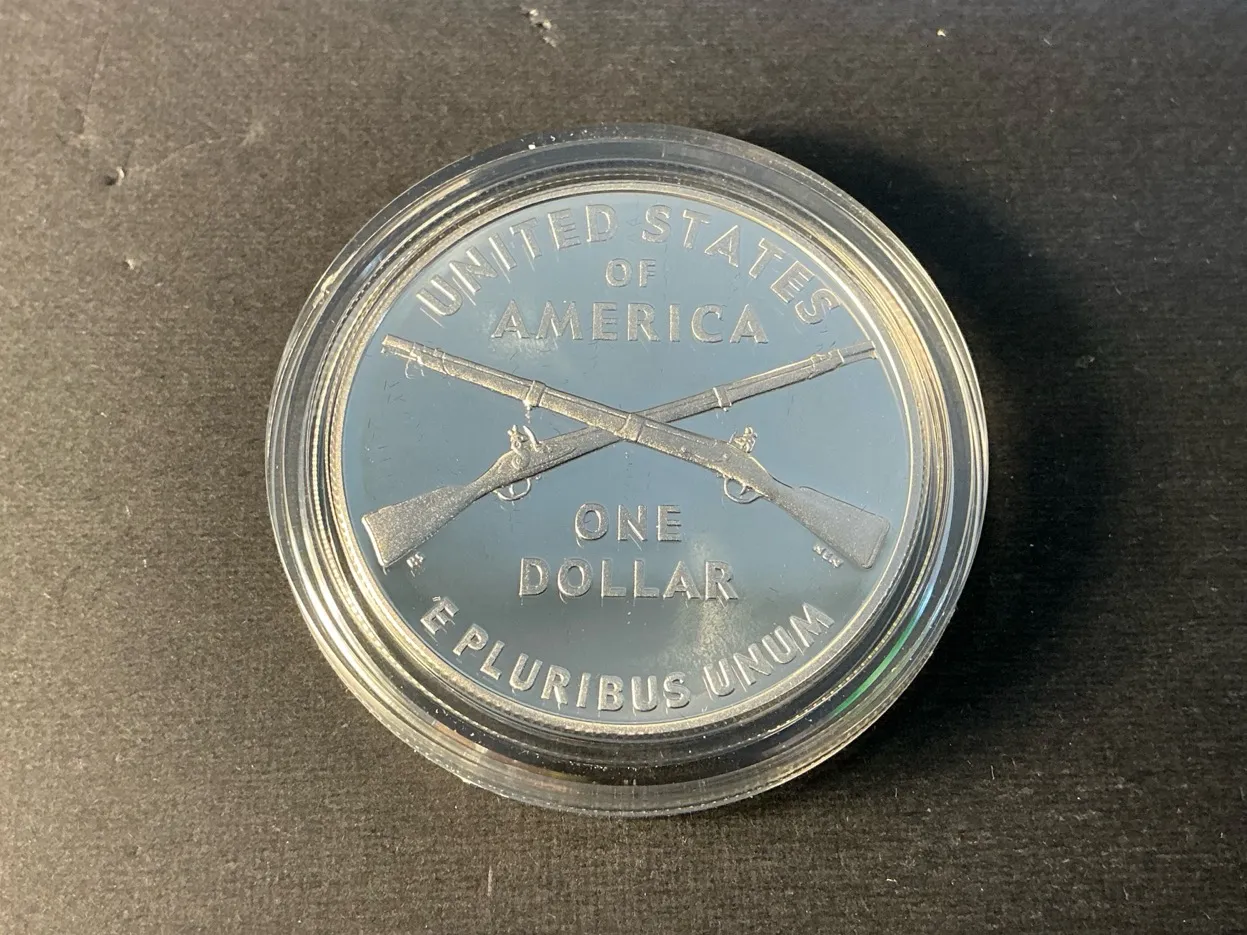 UNITED STATES
OF
AMERICA
ONE
DOLLAR
E PLURIBUS UNUM